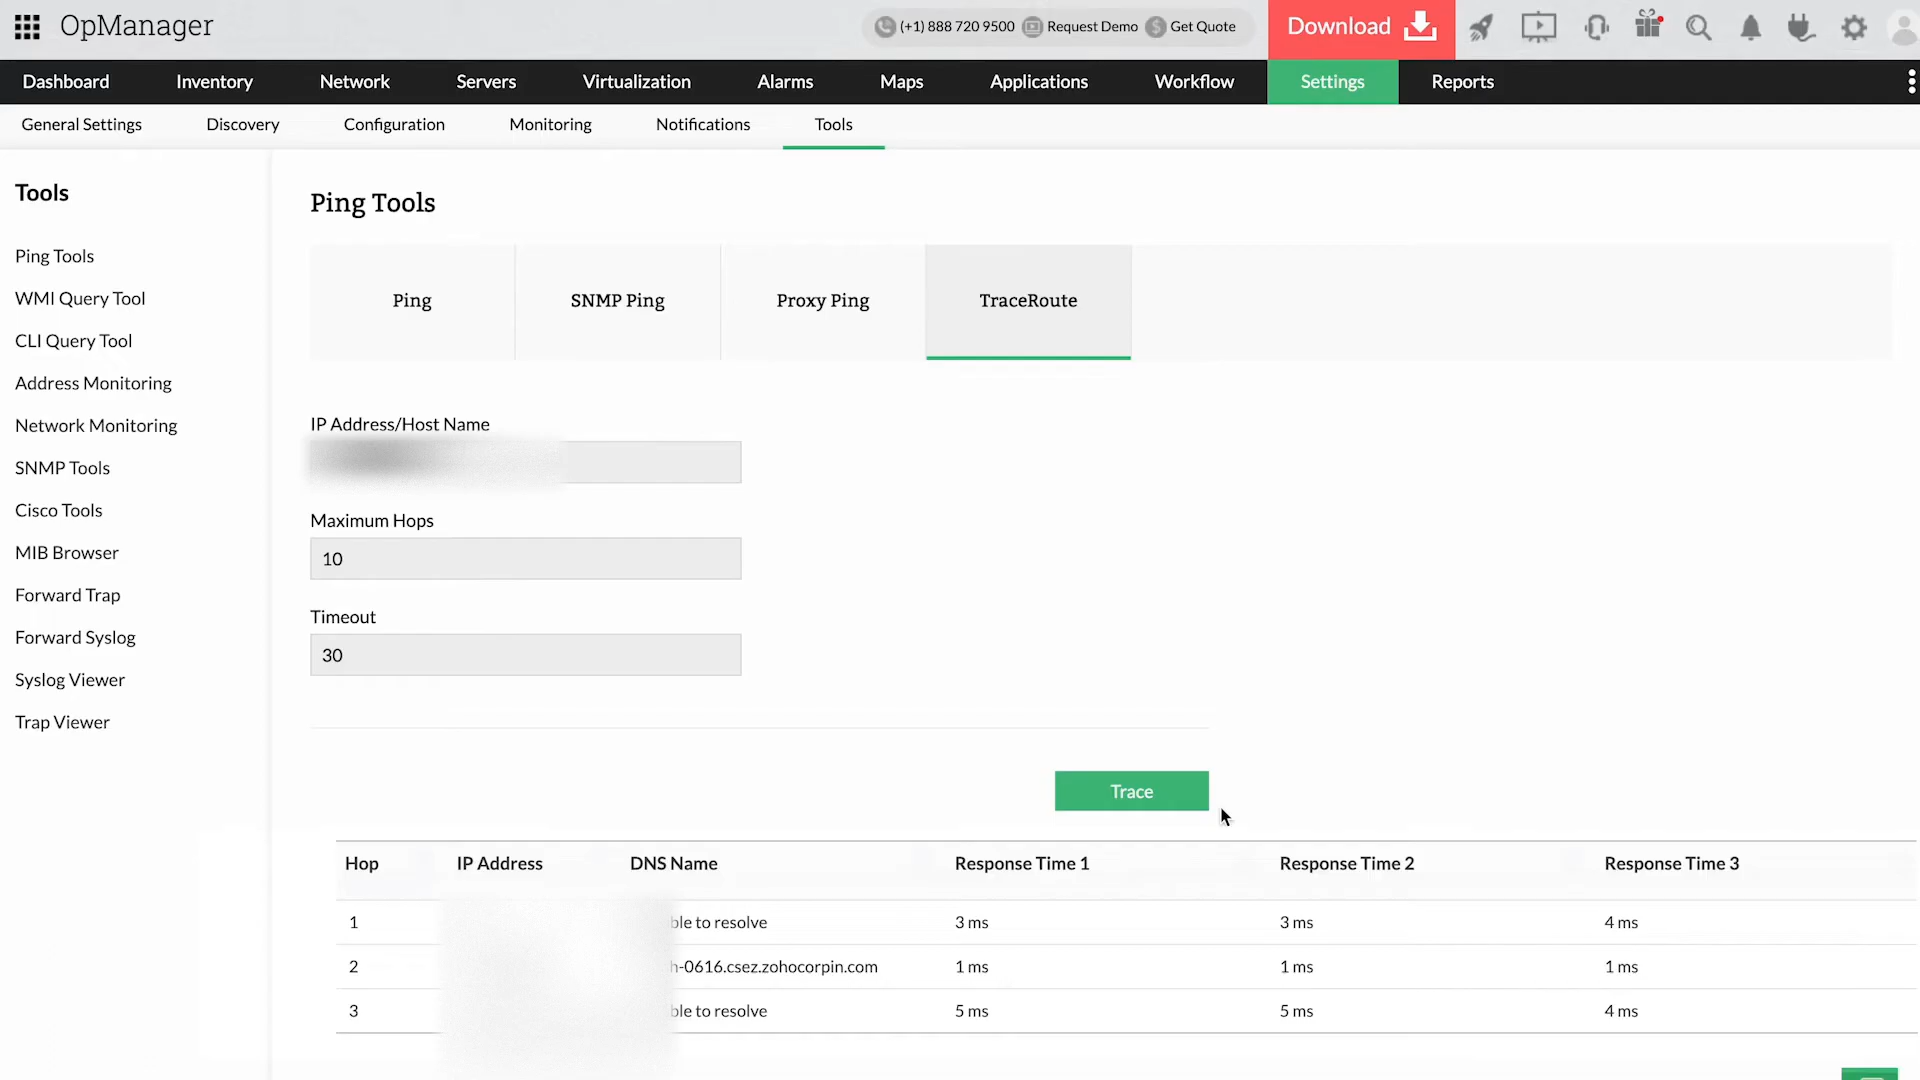 OpManager
(+1) 888 720 9500 Request Demo Get Quote
Download
Dashboard Inventory Network Servers Virtualization Alarms Maps Applications Workflow Settings Reports
General Settings Discovery Configuration Monitoring Notifications Tools
Tools
Ping Tools
WMI Query Tool
CLI Query Tool
Address Monitoring
Network Monitoring
SNMP Tools
Cisco Tools
MIB Browser
Forward Trap
Forward Syslog
Syslog Viewer
Trap Viewer
Ping Tools
Ping SNMP Ping Proxy Ping TraceRoute
IP Address/Host Name
Maximum Hops
10
Timeout
30
Trace
Hop IP Address DNS Name Response Time 1 Response Time 2 Response Time 3
1 ble to resolve 3 ms 3 ms 4 ms
2 h-0616.csez.zohocorpin.com 1 ms 1 ms 1 ms
3 ble to resolve 5 ms 5 ms 4 ms